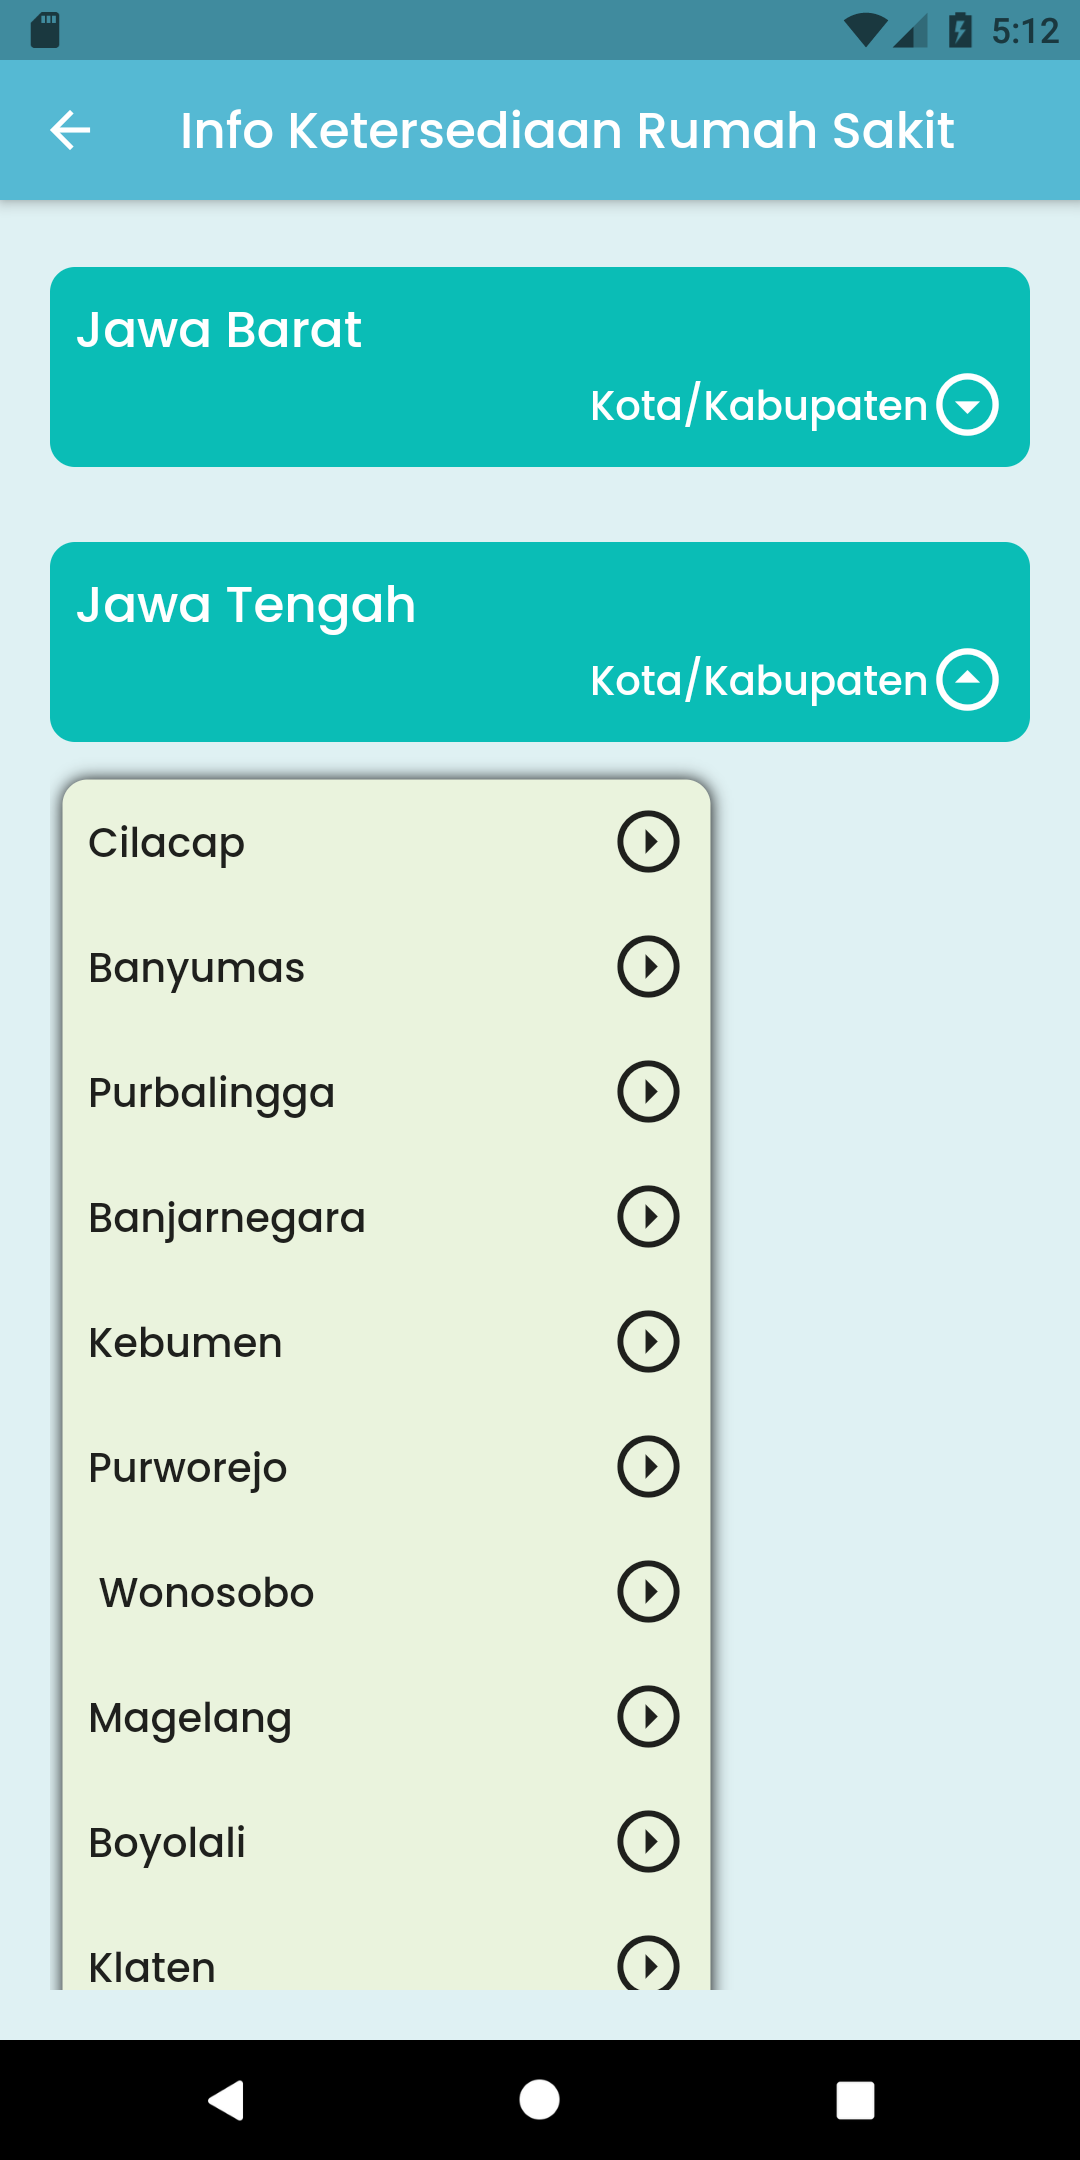 5:12
Info Ketersediaan Rumah Sakit
Jawa Barat
Kota/Kabupaten
Jawa Tengah
Kota/Kabupaten
Cilacap
Banyumas
Purbalingga
Banjarnegara
Kebumen
Purworejo
Wonosobo
Magelang
Boyolali
Klaten